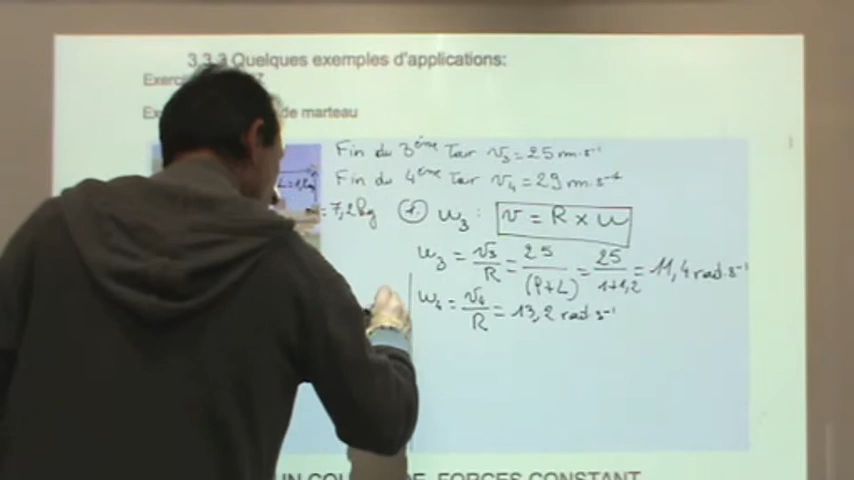 3.3.3 Quelques exemples d'applications:
Exerci
de marteau
Fin du 3ème Tour v₃ = 25 m·s⁻¹
L = 1,2
Fin du 4ème Tour v₄ = 29 m·s⁻¹
= 7,2 kg + ω₃ : v = R × ω
ω₃ = v₃/R = 25/(P+L) = 25/1+1,2 = 11,4 rad·s⁻¹
ω₄ = v₄/R = 13,2 rad s⁻¹
FORCES CONSTANT